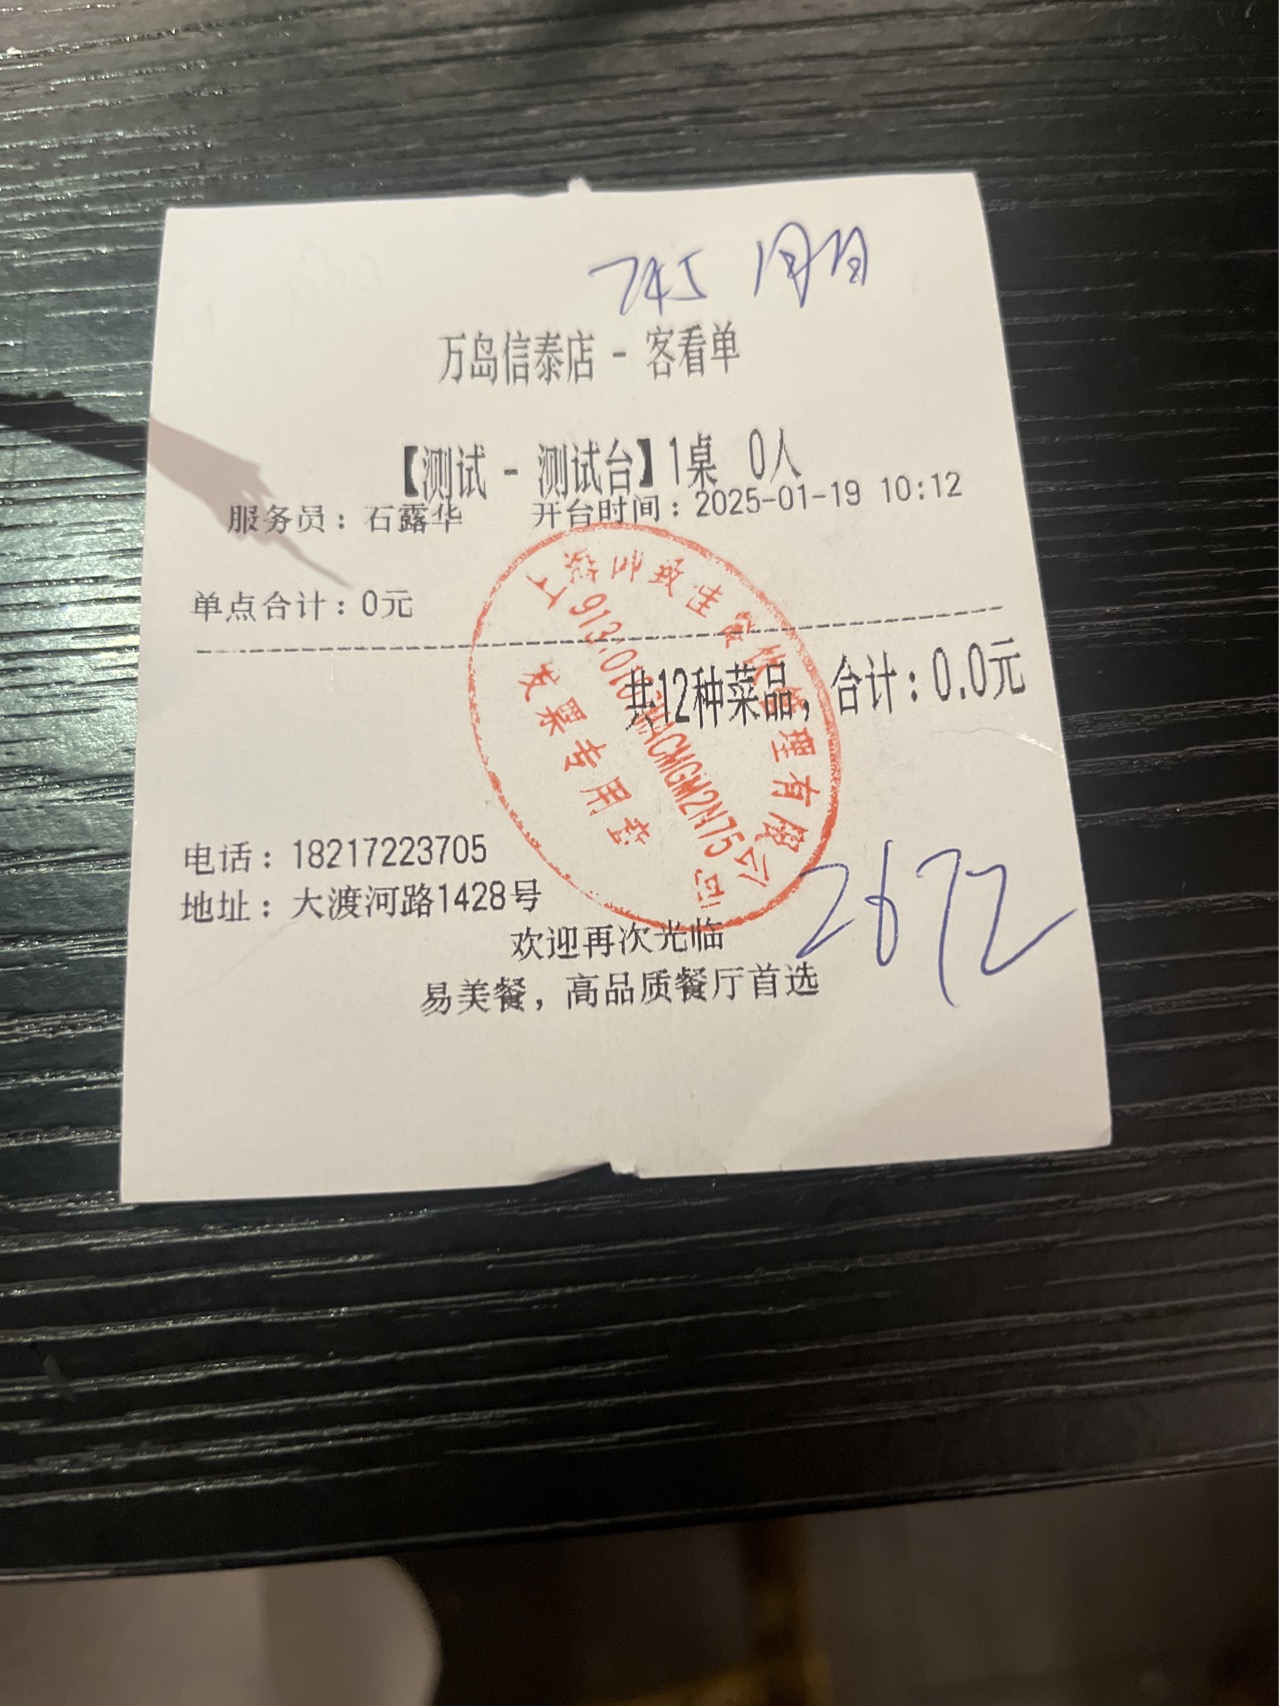 745
万岛信泰店 - 客看单
【测试 - 测试台】1桌 0人
服务员：石露华 开台时间：2025-01-19 10:12
单点合计：0元
共12种菜品，合计：0.0元
发票专用章
电话：18217223705
地址：大渡河路1428号
2672
欢迎再次光临
易美餐，高品质餐厅首选